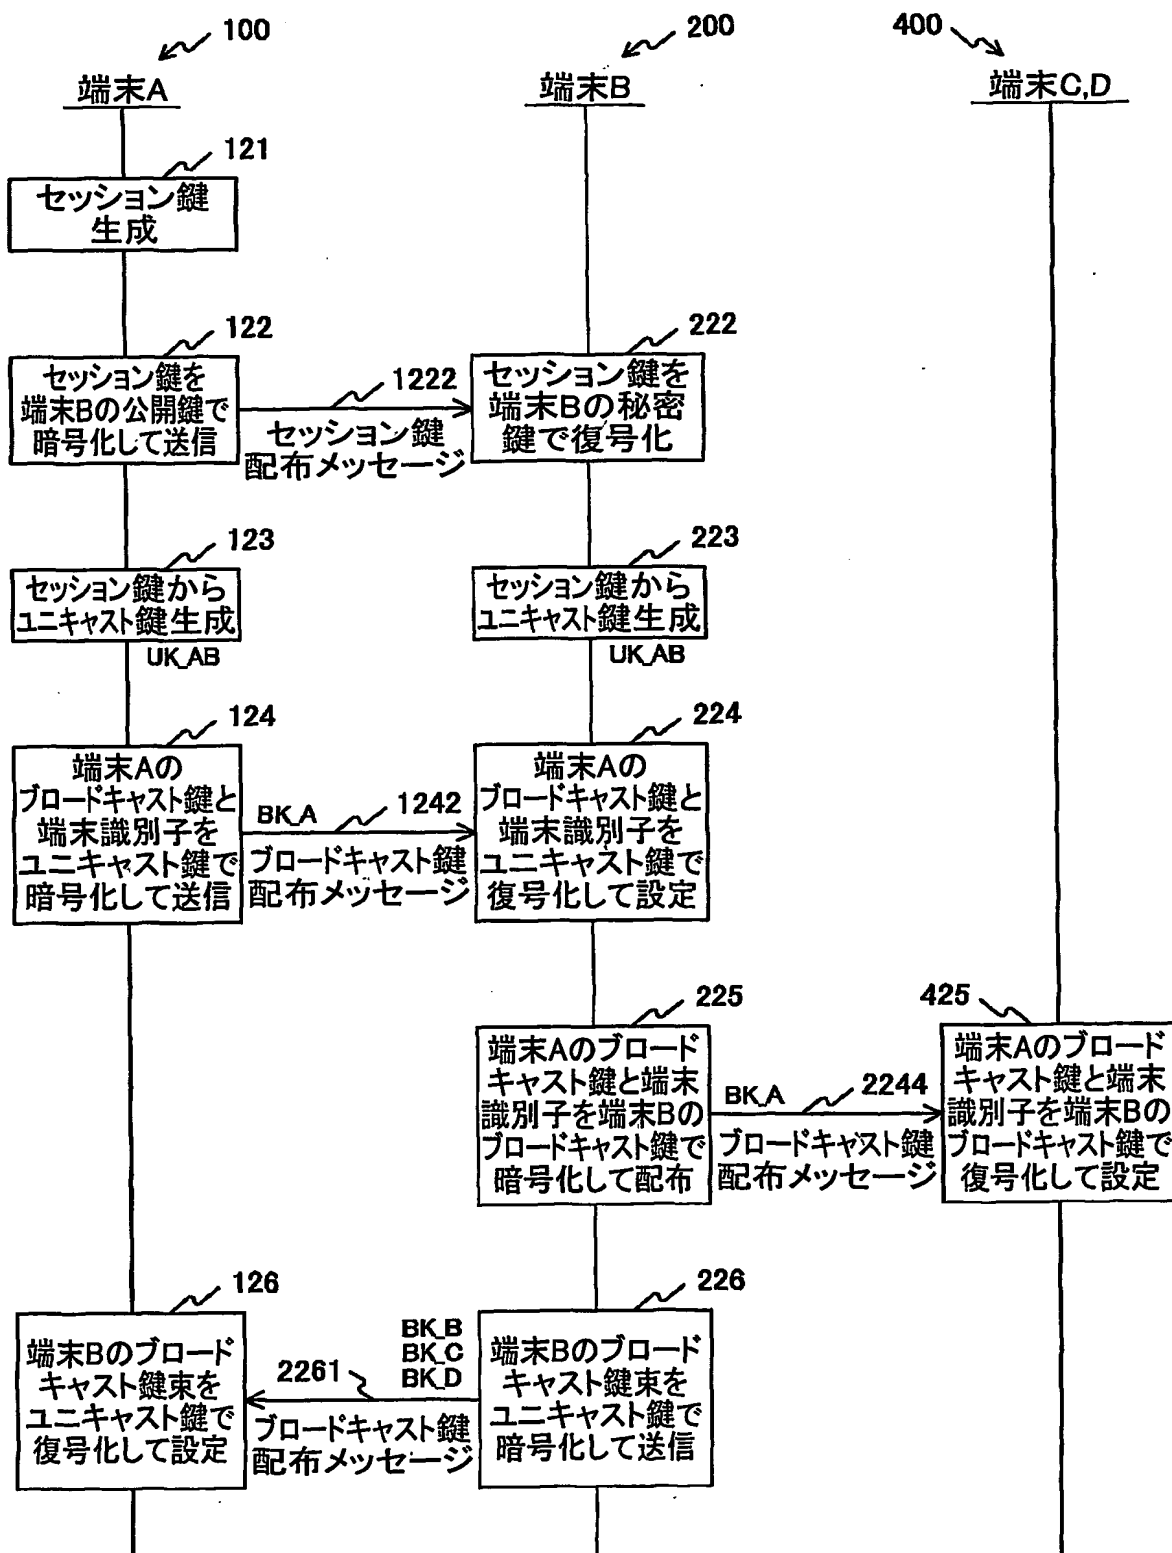 100
200
400
端末A
端末B
端末C,D
121
セッション鍵
生成
122
セッション鍵を
端末Bの公開鍵で
暗号化して送信
1222
セッション鍵
配布メッセージ
222
セッション鍵を
端末Bの秘密
鍵で復号化
123
セッション鍵から
ユニキャスト鍵生成
UK_AB
223
セッション鍵から
ユニキャスト鍵生成
UK_AB
124
端末Aの
ブロードキャスト鍵と
端末識別子を
ユニキャスト鍵で
暗号化して送信
BK_A
1242
ブロードキャスト鍵
配布メッセージ
224
端末Aの
ブロードキャスト鍵と
端末識別子を
ユニキャスト鍵で
復号化して設定
225
端末Aのブロード
キャスト鍵と端末
識別子を端末Bの
ブロードキャスト鍵で
暗号化して配布
BK_A
2244
ブロードキャスト鍵
配布メッセージ
425
端末Aのブロード
キャスト鍵と端末
識別子を端末Bの
ブロードキャスト鍵で
復号化して設定
126
端末Bのブロード
キャスト鍵束を
ユニキャスト鍵で
復号化して設定
BK_B
BK_C
BK_D
2261
ブロードキャスト鍵
配布メッセージ
226
端末Bのブロード
キャスト鍵束を
ユニキャスト鍵で
暗号化して送信